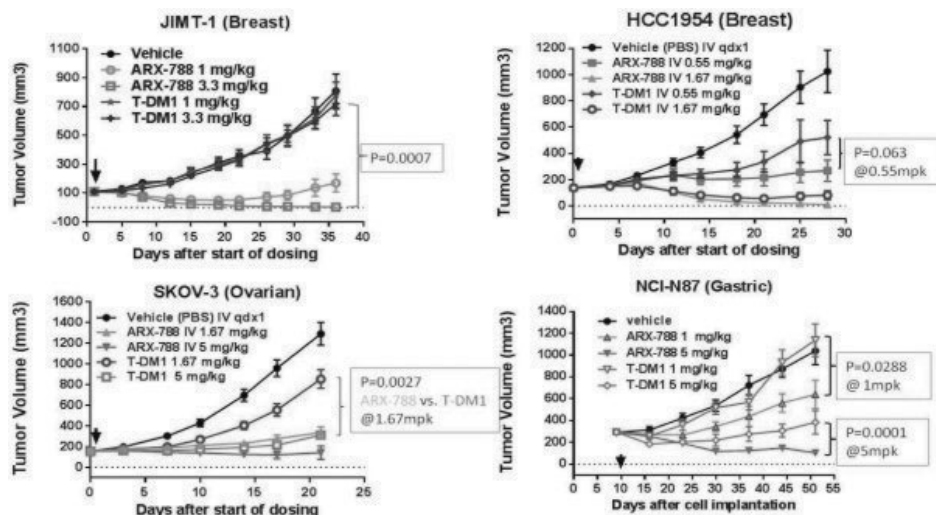 JIMT-1 (Breast)
Tumor Volume (mm3)
1100
900
700
500
300
100
-100
Vehicle
ARX-788 1 mg/kg
ARX-788 3.3 mg/kg
T-DM1 1 mg/kg
T-DM1 3.3 mg/kg
P=0.0007
0 5 10 15 20 25 30 35 40
Days after start of dosing
HCC1954 (Breast)
Tumor Volume (mm3)
1200
1000
800
600
400
200
0
Vehicle (PBS) IV qdx1
ARX-788 IV 0.55 mg/kg
ARX-788 IV 1.67 mg/kg
T-DM1 IV 0.55 mg/kg
T-DM1 IV 1.67 mg/kg
P=0.063
@0.55mpk
0 5 10 15 20 25 30
Days after start of dosing
SKOV-3 (Ovarian)
Tumor Volume (mm3)
1600
1400
1200
1000
800
600
400
200
0
Vehicle (PBS) IV qdx1
ARX-788 IV 1.67 mg/kg
ARX-788 IV 5 mg/kg
T-DM1 1.67 mg/kg
T-DM1 5 mg/kg
P=0.0027
ARX-788 vs. T-DM1
@1.67mpk
0 5 10 15 20 25
Days after start of dosing
NCI-N87 (Gastric)
Tumor Volume (mm3)
1400
1200
1000
800
600
400
200
0
vehicle
ARX-788 1 mg/kg
ARX-788 5 mg/kg
T-DM1 1 mg/kg
T-DM1 5 mg/kg
P=0.0288
@ 1mpk
P=0.0001
@5mpk
0 5 10 15 20 25 30 35 40 45 50 55
Days after cell implantation